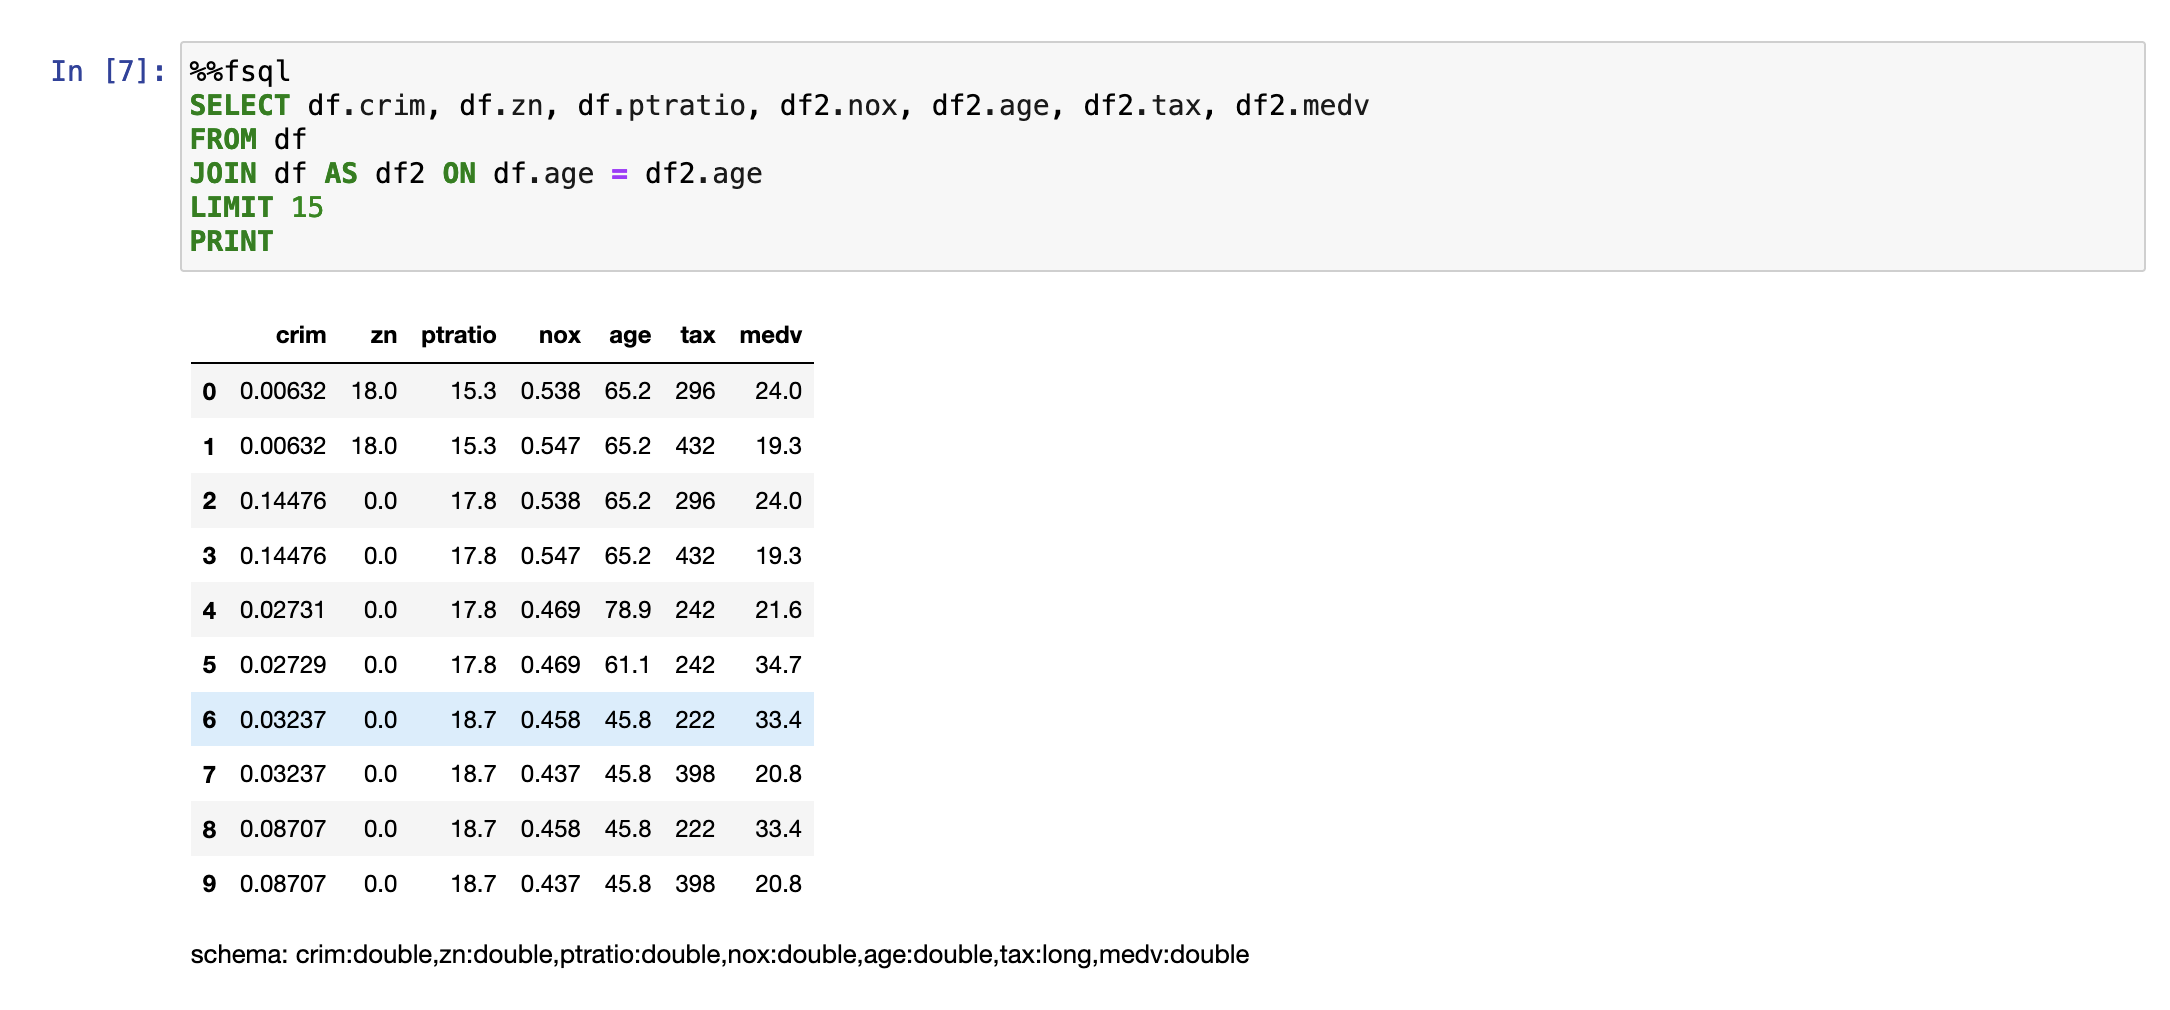 In [7]: %%fsql
SELECT df.crim, df.zn, df.ptratio, df2.nox, df2.age, df2.tax, df2.medv
FROM df
JOIN df AS df2 ON df.age = df2.age
LIMIT 15
PRINT
crim zn ptratio nox age tax medv
0 0.00632 18.0 15.3 0.538 65.2 296 24.0
1 0.00632 18.0 15.3 0.547 65.2 432 19.3
2 0.14476 0.0 17.8 0.538 65.2 296 24.0
3 0.14476 0.0 17.8 0.547 65.2 432 19.3
4 0.02731 0.0 17.8 0.469 78.9 242 21.6
5 0.02729 0.0 17.8 0.469 61.1 242 34.7
6 0.03237 0.0 18.7 0.458 45.8 222 33.4
7 0.03237 0.0 18.7 0.437 45.8 398 20.8
8 0.08707 0.0 18.7 0.458 45.8 222 33.4
9 0.08707 0.0 18.7 0.437 45.8 398 20.8
schema: crim:double,zn:double,ptratio:double,nox:double,age:double,tax:long,medv:double